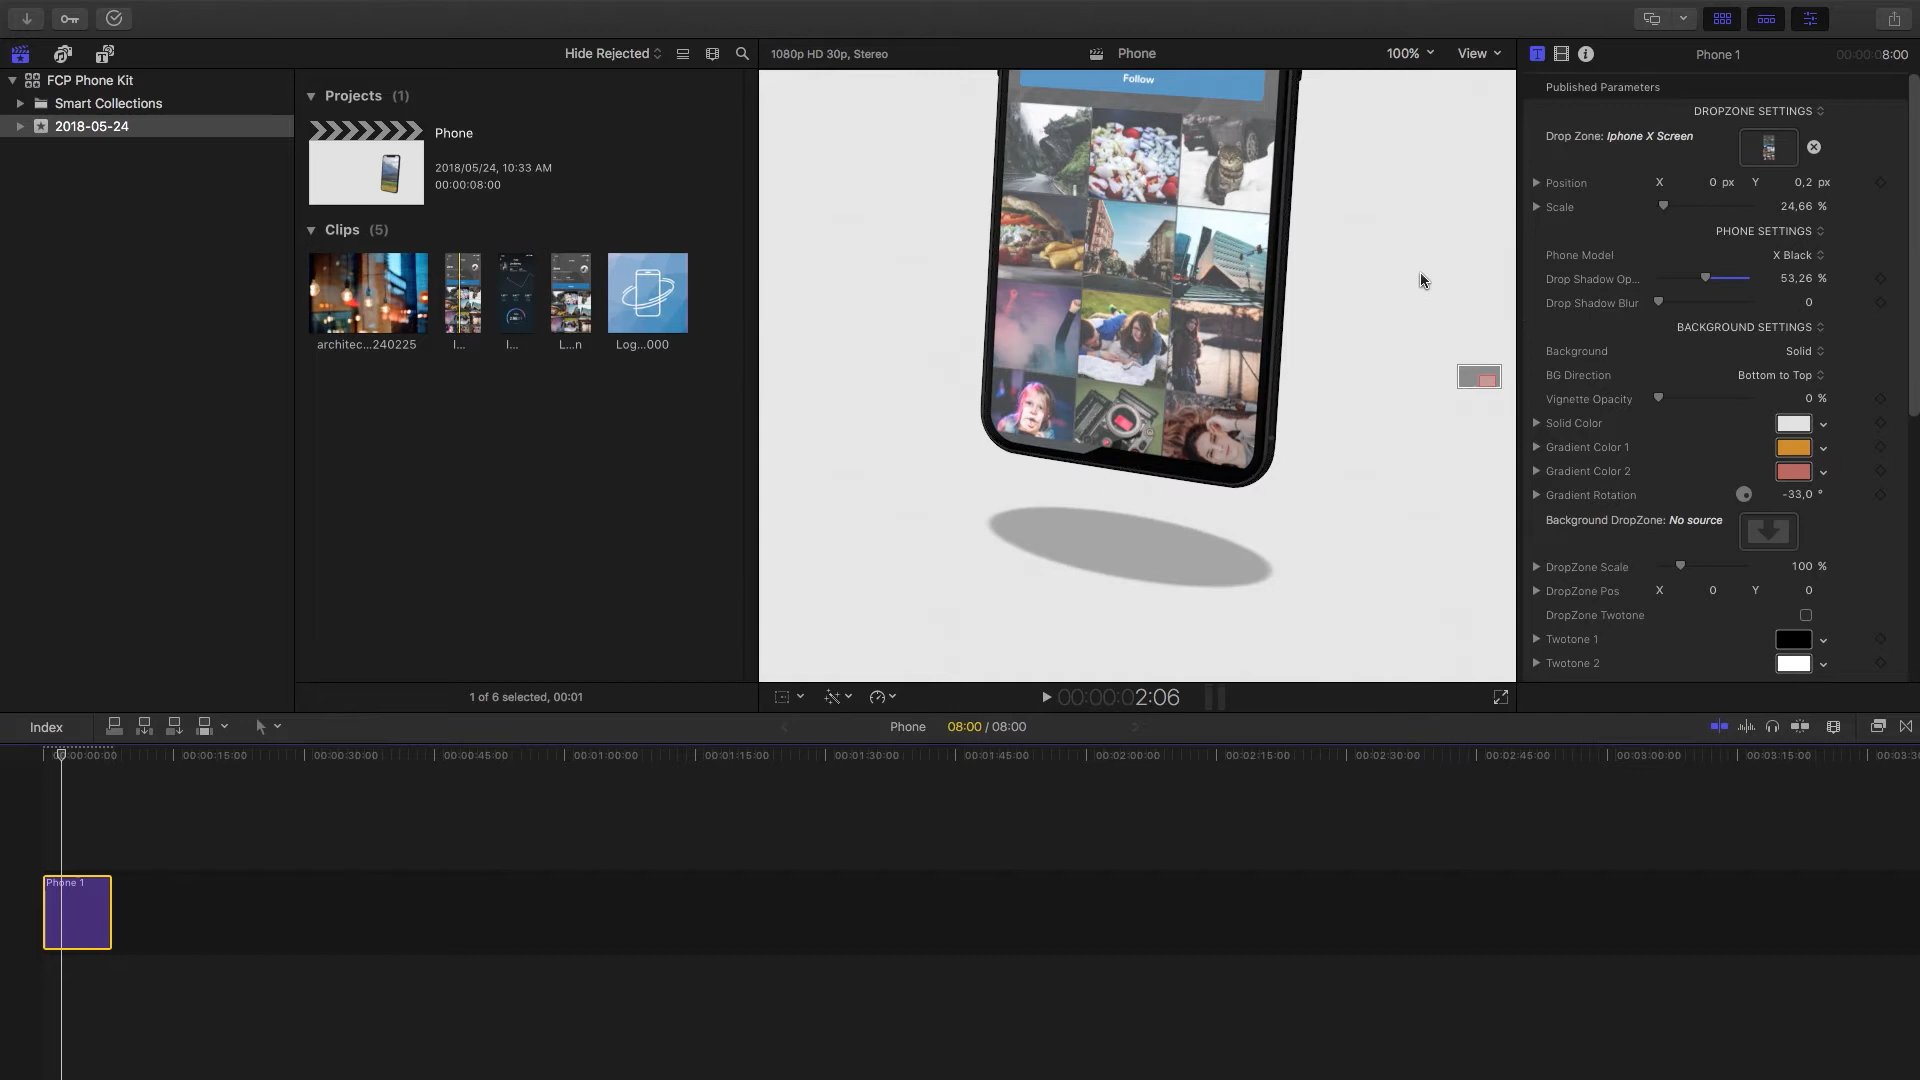 Hide Rejected
1080p HD 30p, Stereo
Phone
100%
View
Phone 1
00:00:08:00
FCP Phone Kit
Smart Collections
2018-05-24
Projects (1)
Phone
2018/05/24, 10:33 AM
00:00:08:00
Clips (5)
architec...240225
I...
I...
L...n
Log...000
1 of 6 selected, 00:01
Follow
Published Parameters
DROPZONE SETTINGS
Drop Zone: Iphone X Screen
Position X 0 px Y 0,2 px
Scale 24,66 %
PHONE SETTINGS
Phone Model X Black
Drop Shadow Op... 53,26 %
Drop Shadow Blur 0
BACKGROUND SETTINGS
Background Solid
BG Direction Bottom to Top
Vignette Opacity 0 %
Solid Color
Gradient Color 1
Gradient Color 2
Gradient Rotation -33,0 °
Background DropZone: No source
DropZone Scale 100 %
DropZone Pos X 0 Y 0
DropZone Twotone
Twotone 1
Twotone 2
00:00:02:06
Index
Phone 08:00 / 08:00
00:00:00:00 00:00:15:00 00:00:30:00 00:00:45:00 00:01:00:00 00:01:15:00 00:01:30:00 00:01:45:00 00:02:00:00 00:02:15:00 00:02:30:00 00:02:45:00 00:03:00:00 00:03:15:00 00:03:30
Phone 1